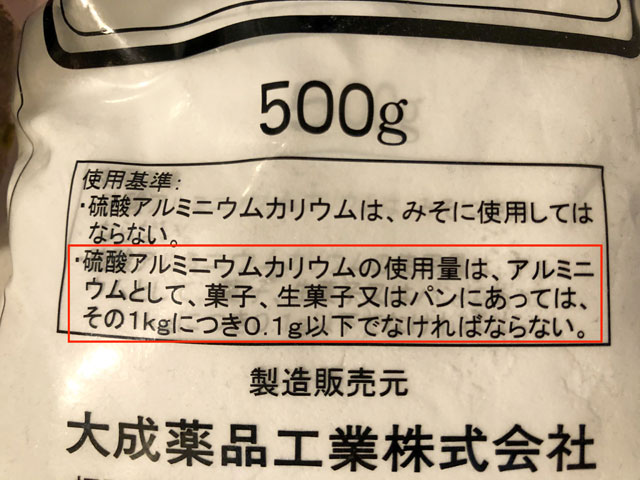 500g
使用基準：
・硫酸アルミニウムカリウムは、みそに使用しては
ならない。
・硫酸アルミニウムカリウムの使用量は、アルミニ
ウムとして、菓子、生菓子又はパンにあっては、
その1kgにつき0.1g以下でなければならない。
製造販売元
大成薬品工業株式会社